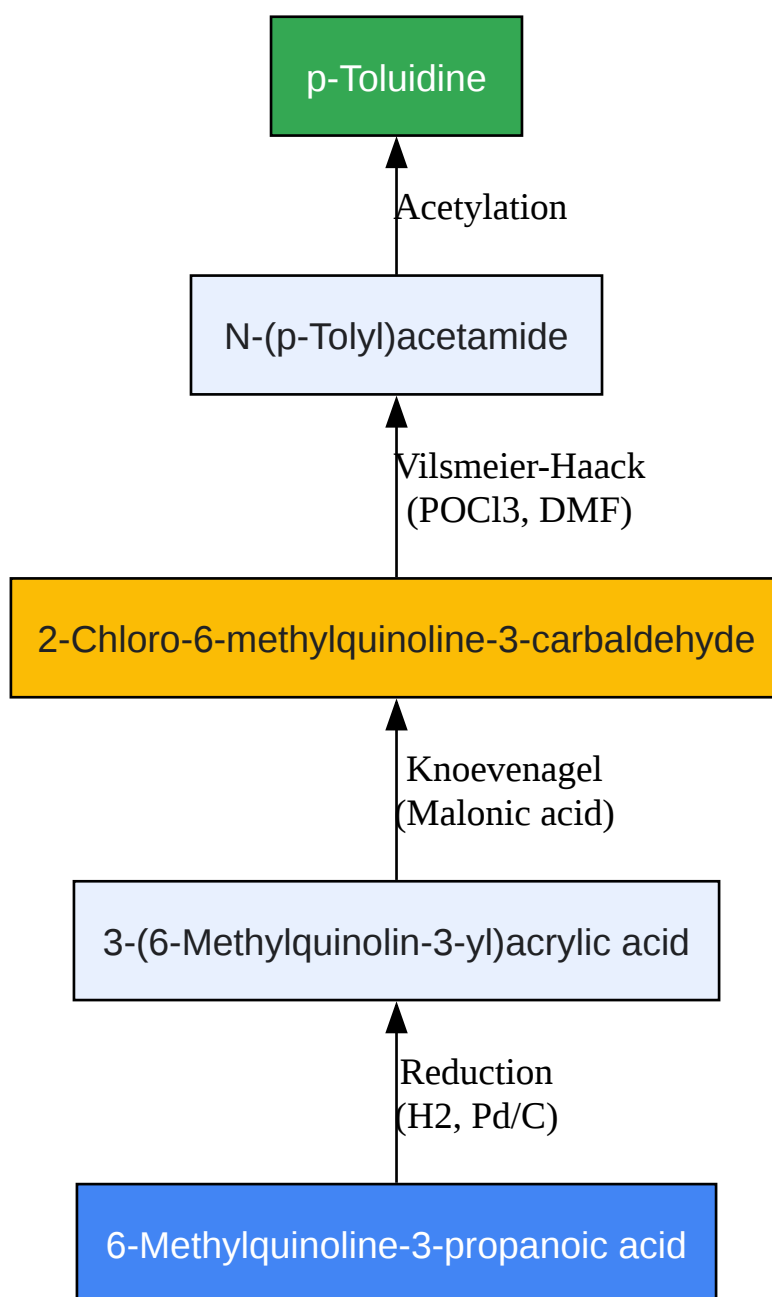 p-Toluidine
Acetylation
N-(p-Tolyl)acetamide
Vilsmeier-Haack
(POCl3, DMF)
2-Chloro-6-methylquinoline-3-carbaldehyde
Knoevenagel
(Malonic acid)
3-(6-Methylquinolin-3-yl)acrylic acid
Reduction
(H2, Pd/C)
6-Methylquinoline-3-propanoic acid